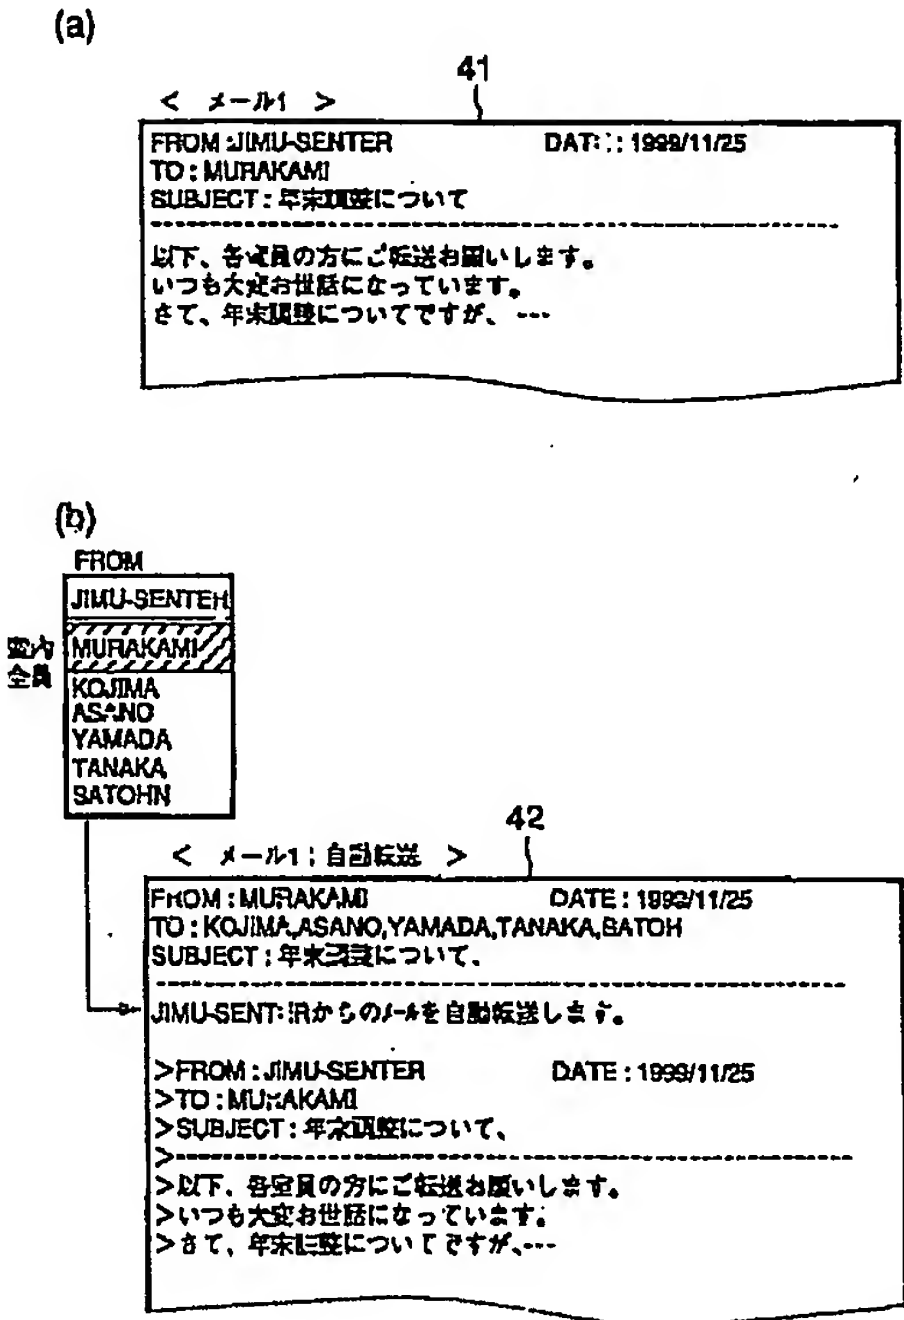 (a)
41
< メール1 >
FROM :JIMU-SENTER DATE : 1999/11/25
TO : MURAKAMI
SUBJECT : 年末調整について
以下、各室員の方にご転送お願いします。
いつも大変お世話になっています。
さて、年末調整についてですが、 ---
(b)
FROM
JIMU-SENTER
室内
全員
MURAKAMI
KOJIMA
ASANO
YAMADA
TANAKA
SATOHN
42
< メール1 : 自動転送 >
FROM : MURAKAMI DATE : 1999/11/25
TO : KOJIMA,ASANO,YAMADA,TANAKA,SATOH
SUBJECT : 年末調整について、
JIMU-SENTERからのメールを自動転送します。
>FROM : JIMU-SENTER DATE : 1999/11/25
>TO : MURAKAMI
>SUBJECT : 年末調整について、
>
>以下、各室員の方にご転送お願いします。
>いつも大変お世話になっています。
>さて、年末調整についてですが、---